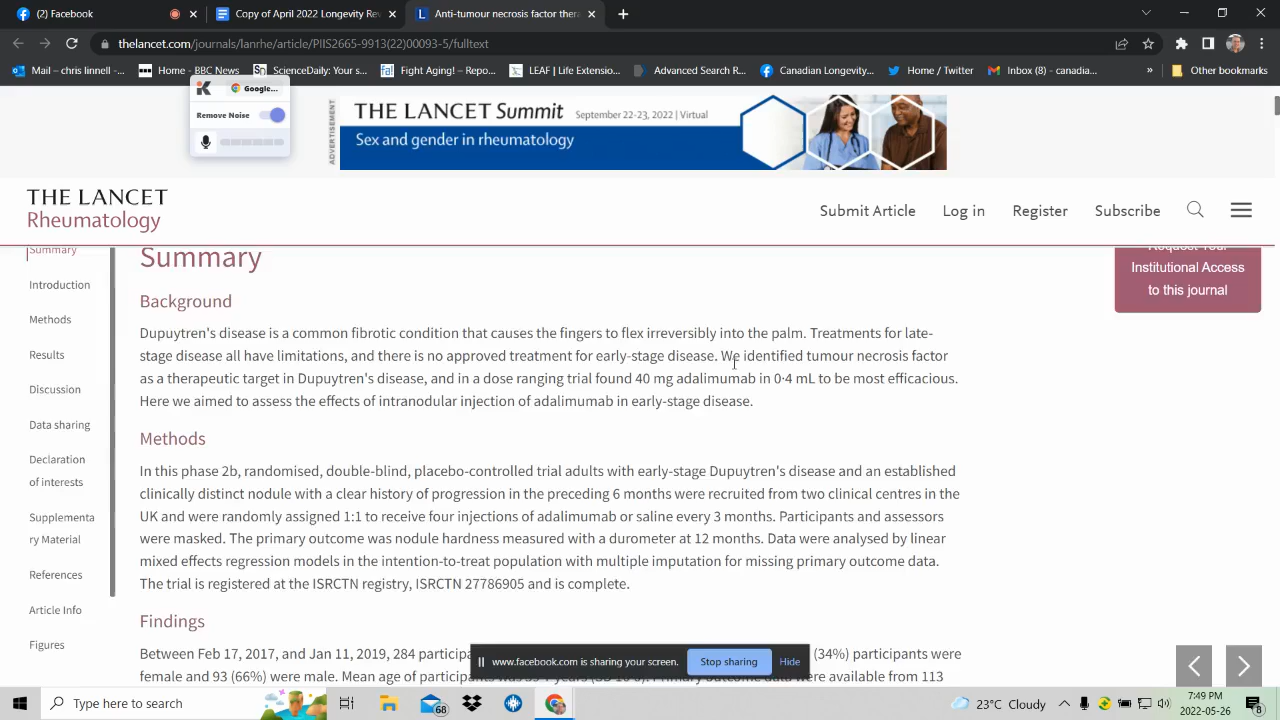 (2) Facebook
(1) Facebook
Anti-tumour necrosis factor ther
thelancet.com/journals/lanrhe/article/PIIS2665-9913(22)00093-5/fulltext
Mail – chris linnell -...
Home - BBC News
ScienceDaily: Your s...
Fight Aging! – Repo...
LEAF | Life Extensio...
Advanced Search R...
Canadian Longevity...
Lennuf / Twitter
Inbox (8) - canadia...
»
Other bookmarks
Google...
Remove Noise
ADVERTISEMENT
THE LANCET Summit
September 22-23, 2022 | Virtual
Sex and gender in rheumatology
THE LANCET
Rheumatology
Submit Article
Log in
Register
Subscribe
Summary
Introduction
Methods
Results
Discussion
Data sharing
Declaration
of interests
Supplementa
ry Material
References
Article Info
Figures
Request Your
Institutional Access
to this journal
Summary
Background
Dupuytren's disease is a common fibrotic condition that causes the fingers to flex irreversibly into the palm. Treatments for late-
stage disease all have limitations, and there is no approved treatment for early-stage disease. We identified tumour necrosis factor
as a therapeutic target in Dupuytren's disease, and in a dose ranging trial found 40 mg adalimumab in 0·4 mL to be most efficacious.
Here we aimed to assess the effects of intranodular injection of adalimumab in early-stage disease.
Methods
In this phase 2b, randomised, double-blind, placebo-controlled trial adults with early-stage Dupuytren's disease and an established
clinically distinct nodule with a clear history of progression in the preceding 6 months were recruited from two clinical centres in the
UK and were randomly assigned 1:1 to receive four injections of adalimumab or saline every 3 months. Participants and assessors
were masked. The primary outcome was nodule hardness measured with a durometer at 12 months. Data were analysed by linear
mixed effects regression models in the intention-to-treat population with multiple imputation for missing primary outcome data.
The trial is registered at the ISRCTN registry, ISRCTN 27786905 and is complete.
Findings
Between Feb 17, 2017, and Jan 11, 2019, 284 participa
(34%) participants were
female and 93 (66%) were male. Mean age of participants was
were available from 113
www.facebook.com is sharing your screen.
Stop sharing
Hide
Type here to search
68
23°C Cloudy
7:49 PM
2022-05-26
8